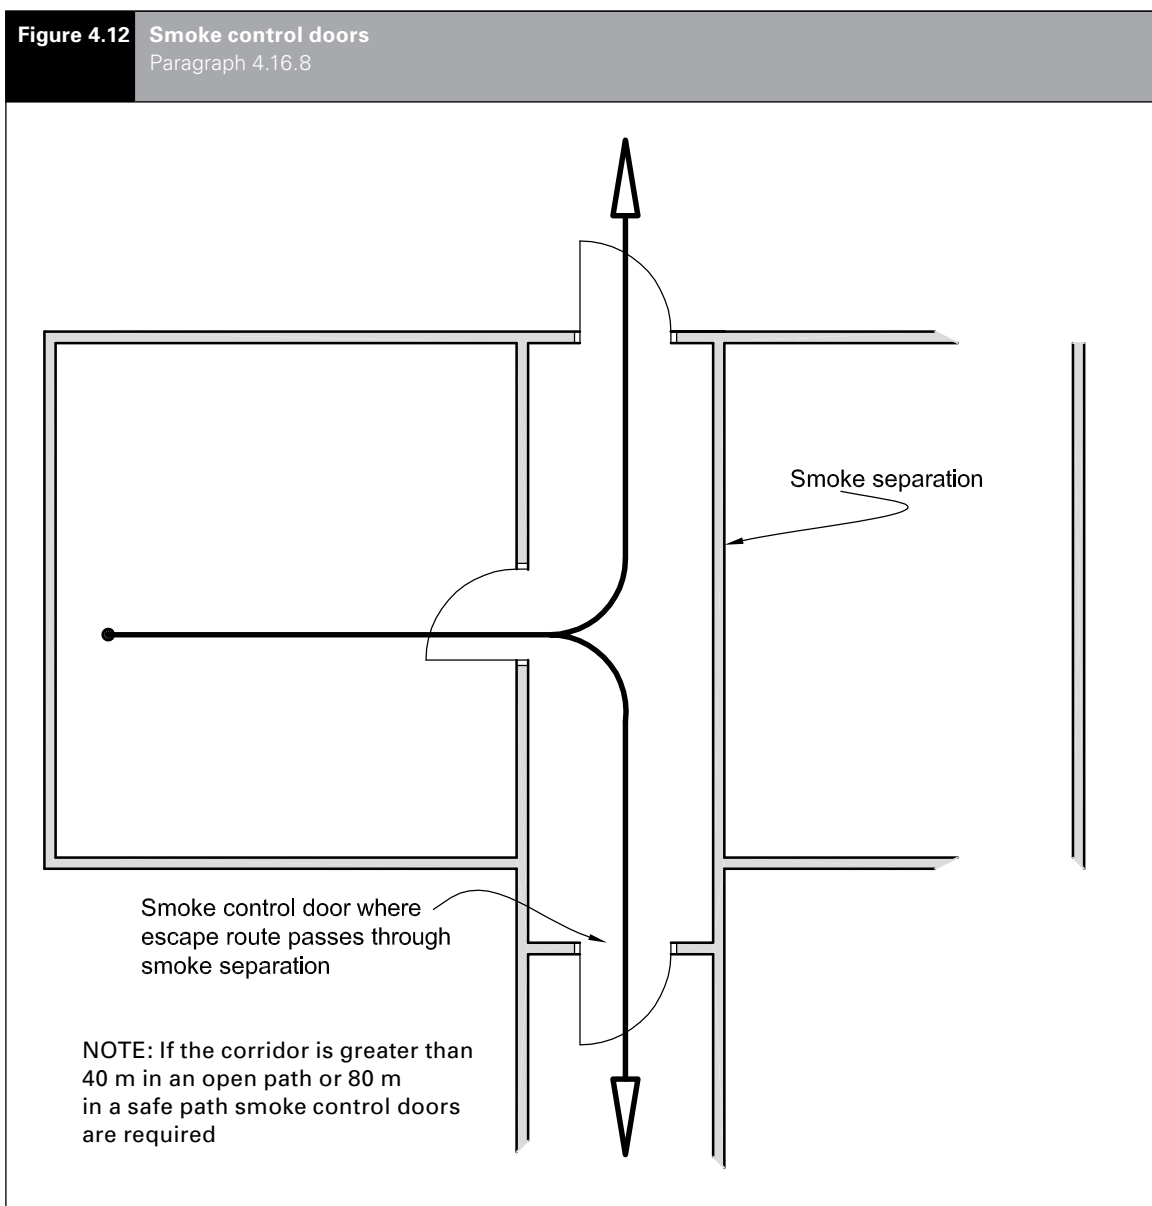 Figure 4.12 Smoke control doors
Paragraph 4.16.8
Smoke separation
Smoke control door where
escape route passes through
smoke separation
NOTE: If the corridor is greater than
40 m in an open path or 80 m
in a safe path smoke control doors
are required